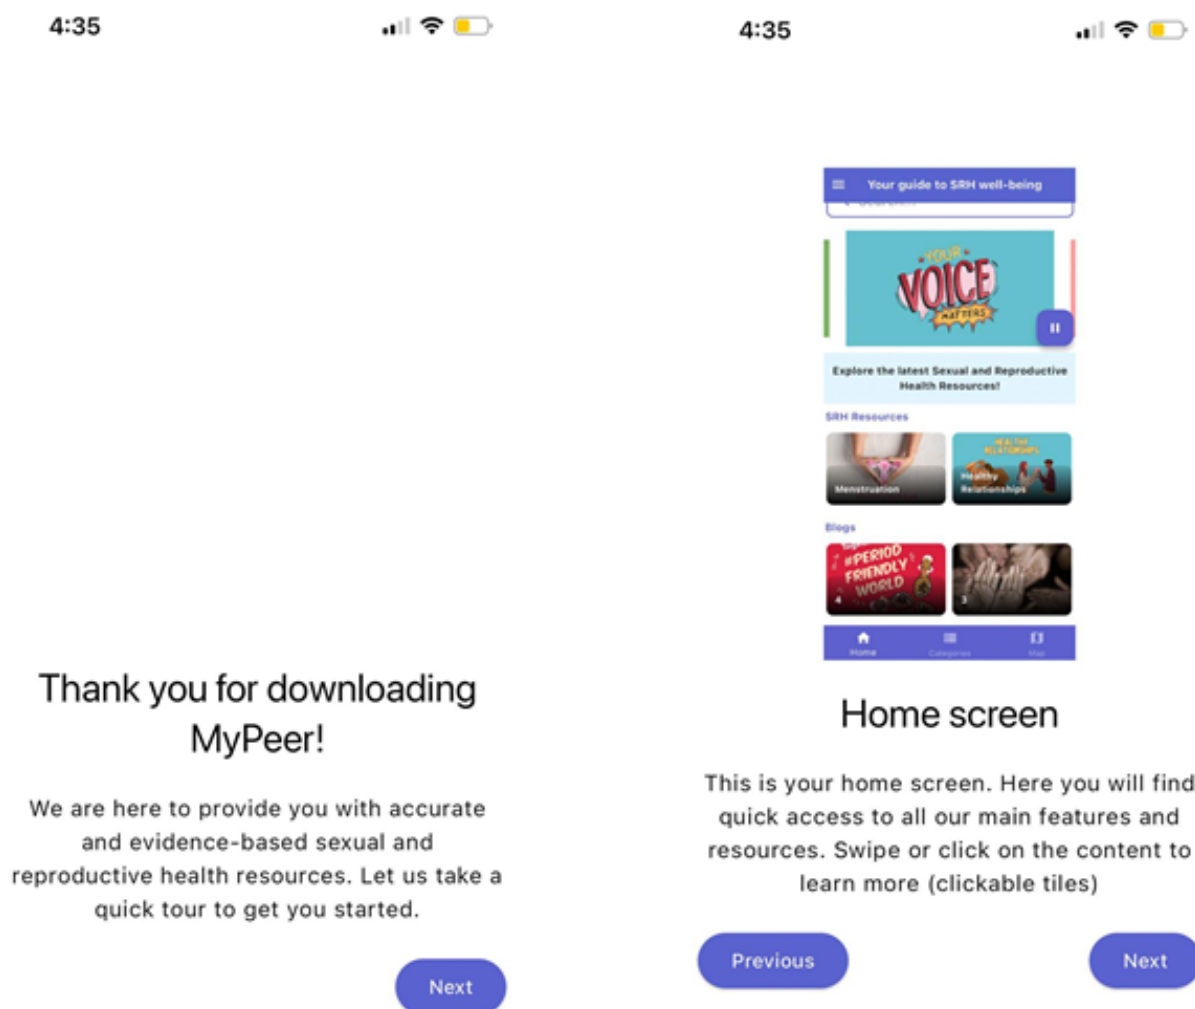 4:35
Thank you for downloading
MyPeer!
We are here to provide you with accurate
and evidence-based sexual and
reproductive health resources. Let us take a
quick tour to get you started.
Next
4:35
Your guide to SRH well-being
Search...
YOUR
VOICE
MATTERS
Explore the latest Sexual and Reproductive
Health Resources!
SRH Resources
Menstruation
HEALTHY
RELATIONSHIPS
Healthy
Relationships
Blogs
#PERIOD
FRIENDLY
WORLD
4
3
Home
Categories
Map
Home screen
This is your home screen. Here you will find
quick access to all our main features and
resources. Swipe or click on the content to
learn more (clickable tiles)
Previous
Next